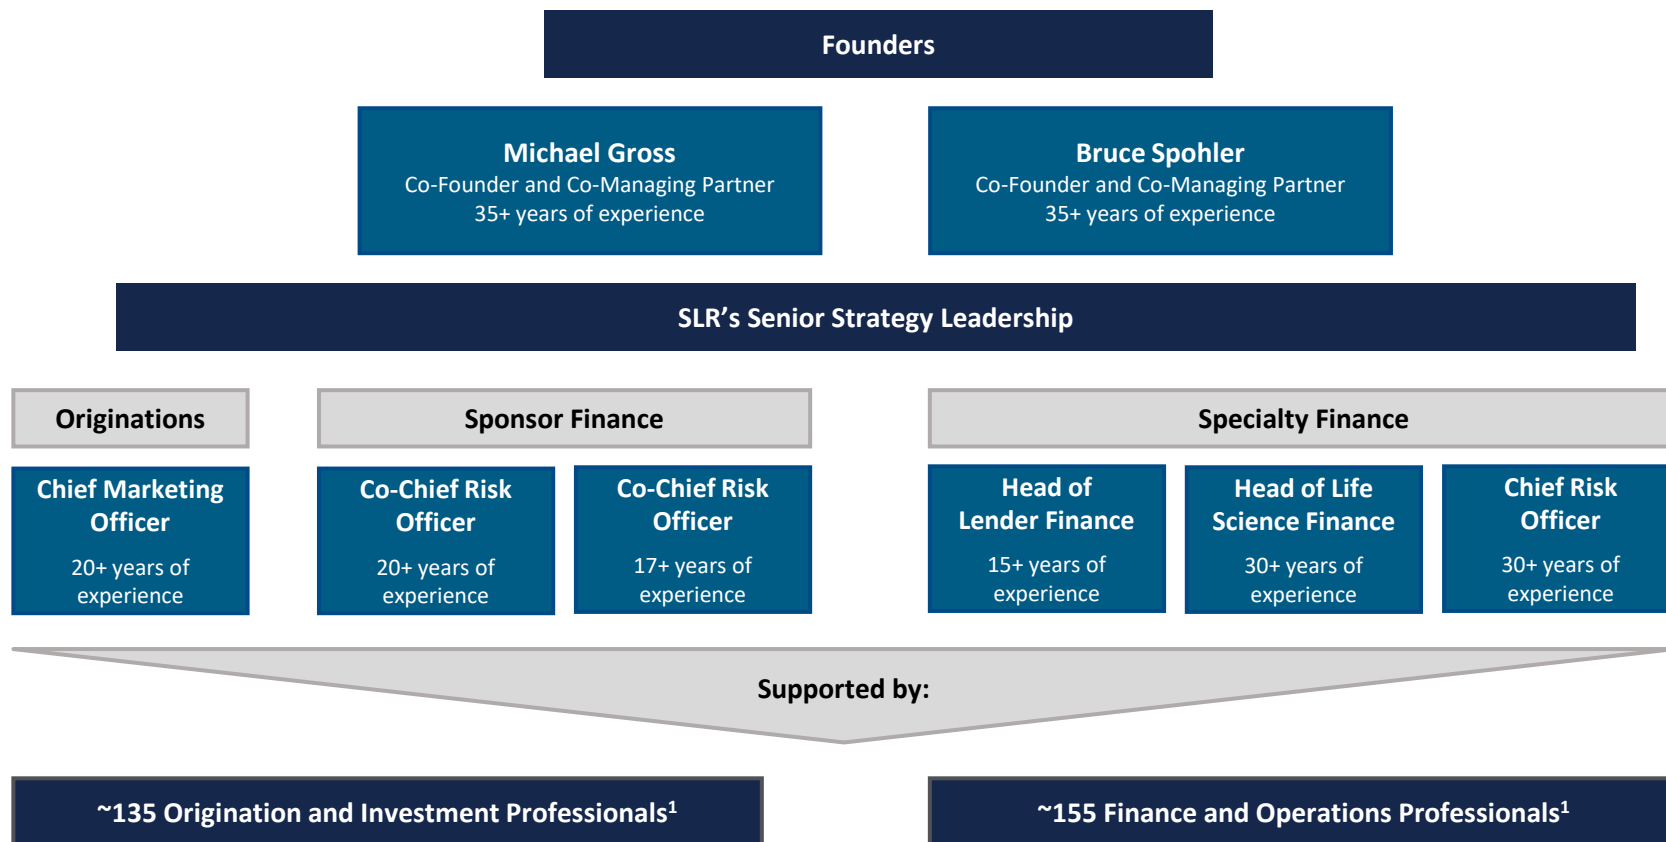 Founders
Michael Gross
Co-Founder and Co-Managing Partner
35+ years of experience
Bruce Spohler
Co-Founder and Co-Managing Partner
35+ years of experience
SLR’s Senior Strategy Leadership
Originations
Sponsor Finance
Specialty Finance
Chief Marketing
Officer
20+ years of
experience
Co-Chief Risk
Officer
20+ years of
experience
Co-Chief Risk
Officer
17+ years of
experience
Head of
Lender Finance
15+ years of
experience
Head of Life
Science Finance
30+ years of
experience
Chief Risk
Officer
30+ years of
experience
Supported by:
~135 Origination and Investment Professionals¹
~155 Finance and Operations Professionals¹